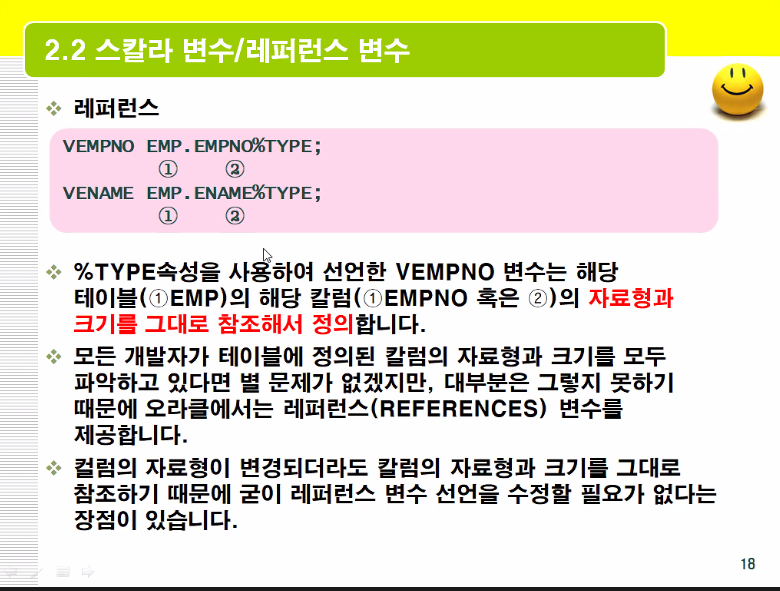 2.2 스칼라 변수/레퍼런스 변수
❖ 레퍼런스
VEMPNO EMP.EMPNO%TYPE;
① ②
VENAME EMP.ENAME%TYPE;
① ②
❖ %TYPE속성을 사용하여 선언한 VEMPNO 변수는 해당
테이블(①EMP)의 해당 칼럼(①EMPNO 혹은 ②)의 자료형과
크기를 그대로 참조해서 정의합니다.
❖ 모든 개발자가 테이블에 정의된 칼럼의 자료형과 크기를 모두
파악하고 있다면 별 문제가 없겠지만, 대부분은 그렇지 못하기
때문에 오라클에서는 레퍼런스(REFERENCES) 변수를
제공합니다.
❖ 컬럼의 자료형이 변경되더라도 칼럼의 자료형과 크기를 그대로
참조하기 때문에 굳이 레퍼런스 변수 선언을 수정할 필요가 없다는
장점이 있습니다.
18